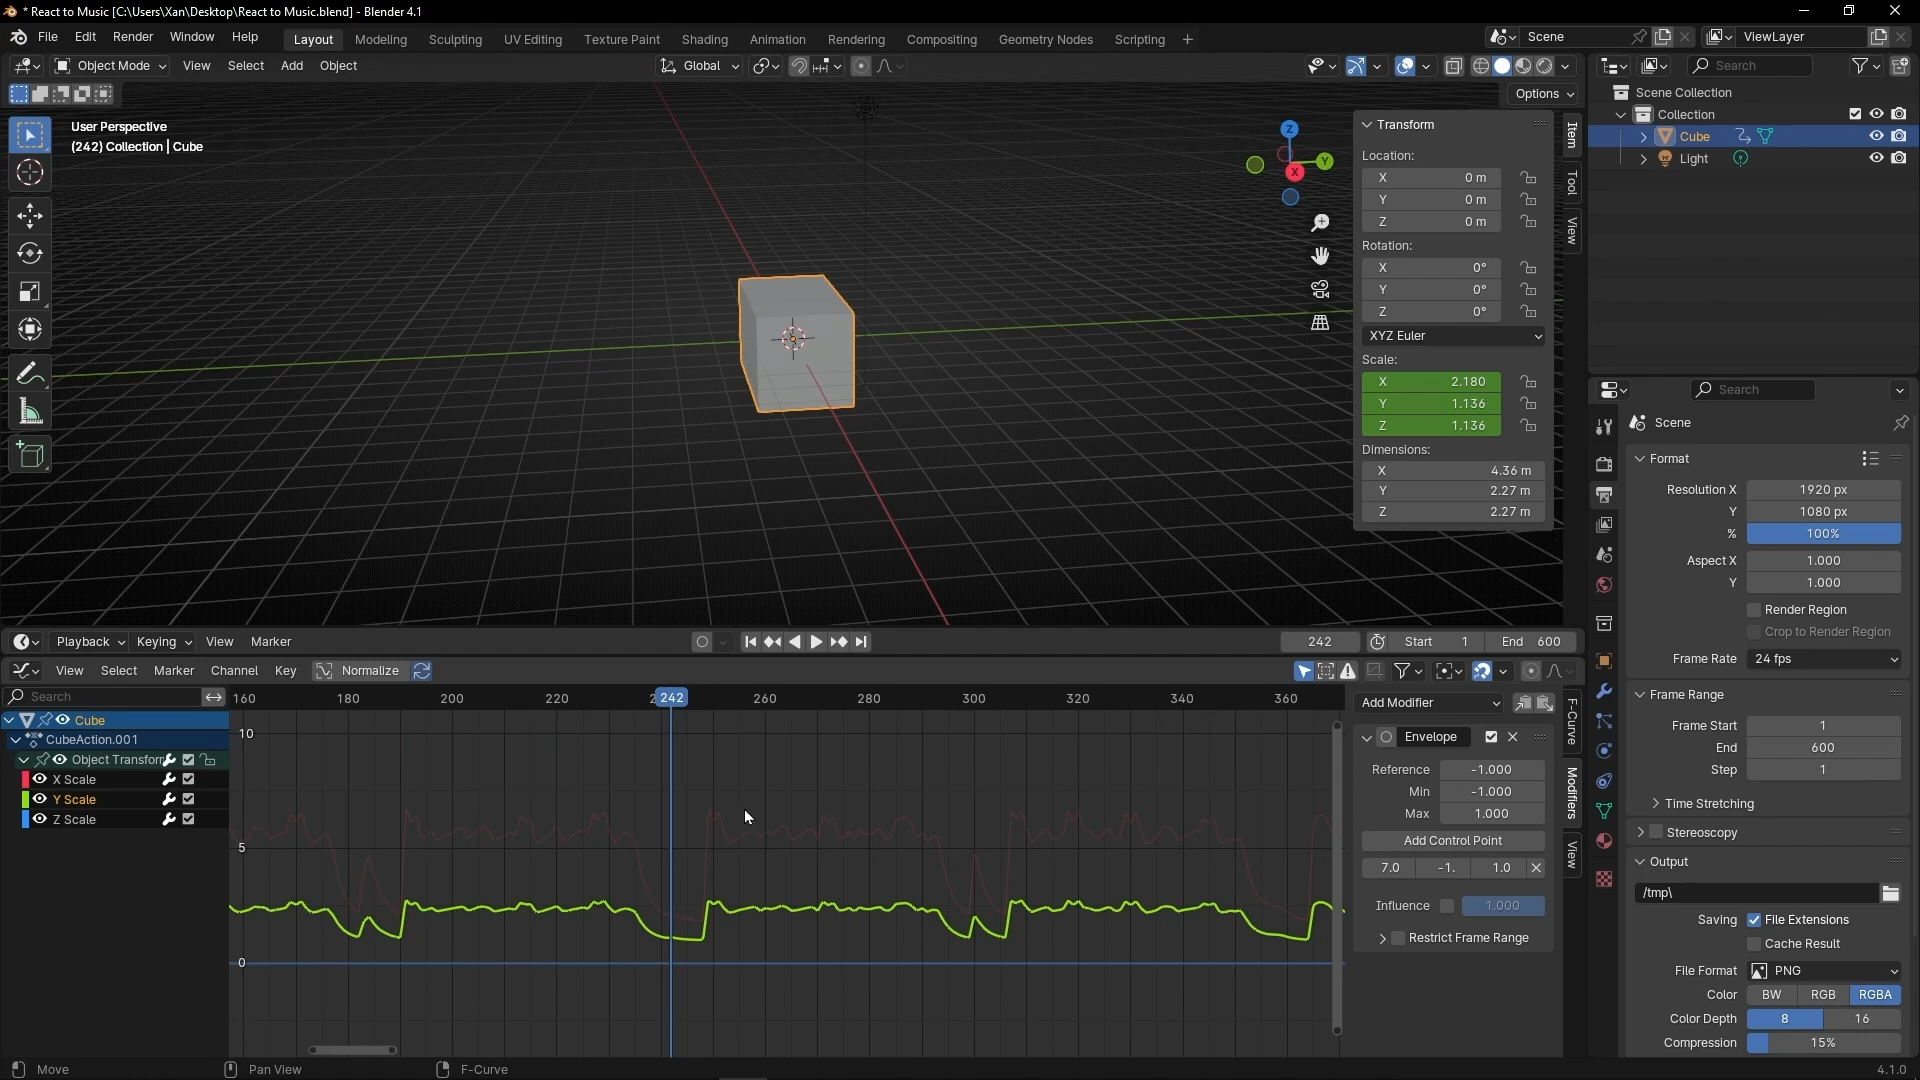 * React to Music [C:\Users\Xan\Desktop\React to Music.blend] - Blender 4.1
File Edit Render Window Help Layout Modeling Sculpting UV Editing Texture Paint Shading Animation Rendering Compositing Geometry Nodes Scripting + Scene ViewLayer
Object Mode View Select Add Object Global Search
Options
User Perspective
(242) Collection | Cube
Z
Y
X
Transform
Location:
X 0 m
Y 0 m
Z 0 m
Rotation:
X 0°
Y 0°
Z 0°
XYZ Euler
Scale:
X 2.180
Y 1.136
Z 1.136
Dimensions:
X 4.36 m
Y 2.27 m
Z 2.27 m
Item
Tool
View
Scene Collection
Collection
Cube
Light
Search
Scene
Format
Resolution X 1920 px
Y 1080 px
% 100%
Aspect X 1.000
Y 1.000
Render Region
Crop to Render Region
Frame Rate 24 fps
Frame Range
Frame Start 1
End 600
Step 1
Time Stretching
Stereoscopy
Output
/tmp\
Saving File Extensions
Cache Result
File Format PNG
Color BW RGB RGBA
Color Depth 8 16
Compression 15%
Playback Keying View Marker 242 Start 1 End 600
View Select Marker Channel Key Normalize
Search 160 180 200 220 242 260 280 300 320 340 360
Cube
CubeAction.001
Object Transform
X Scale
Y Scale
Z Scale
10
5
0
Add Modifier
Envelope
Reference -1.000
Min -1.000
Max 1.000
Add Control Point
7.0 -1. 1.0
Influence 1.000
Restrict Frame Range
F-Curve
Modifiers
View
Move Pan View F-Curve 4.1.0